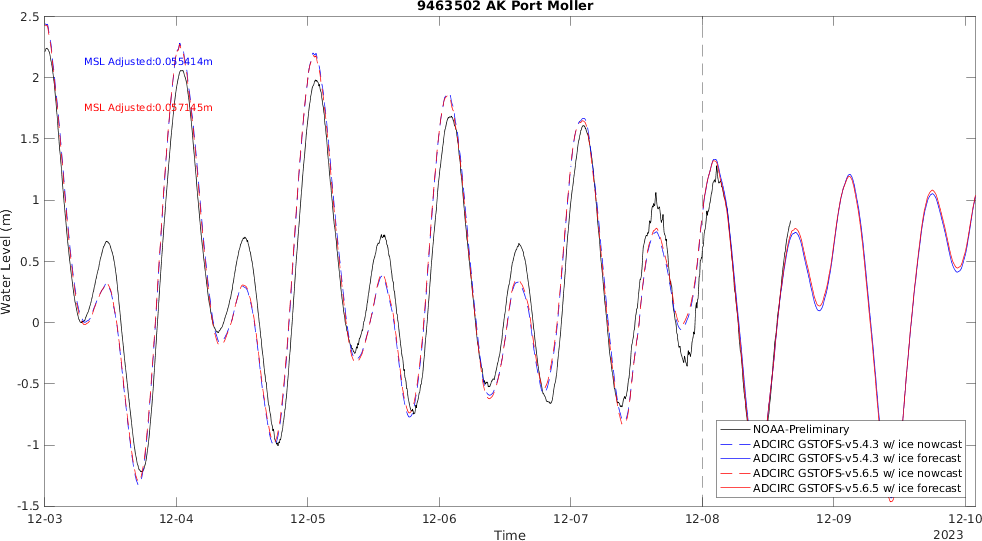 9463502 AK Port Moller
2.5
2
1.5
1
0.5
0
-0.5
-1
-1.5
Water Level (m)
MSL Adjusted:0.055414m
MSL Adjusted:0.057145m
NOAA-Preliminary
ADCIRC GSTOFS-v5.4.3 w/ ice nowcast
ADCIRC GSTOFS-v5.4.3 w/ ice forecast
ADCIRC GSTOFS-v5.6.5 w/ ice nowcast
ADCIRC GSTOFS-v5.6.5 w/ ice forecast
12-03 12-04 12-05 12-06 12-07 12-08 12-09 12-10
Time
2023